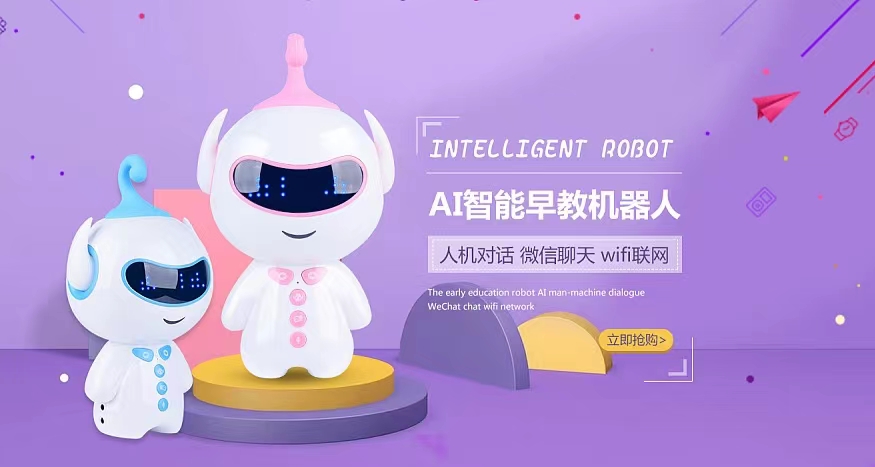 INTELLIGENT ROBOT
AI智能早教机器人
人机对话 微信聊天 wifi联网
The early education robot AI man-machine dialogue
WeChat chat wifi network
立即抢购>